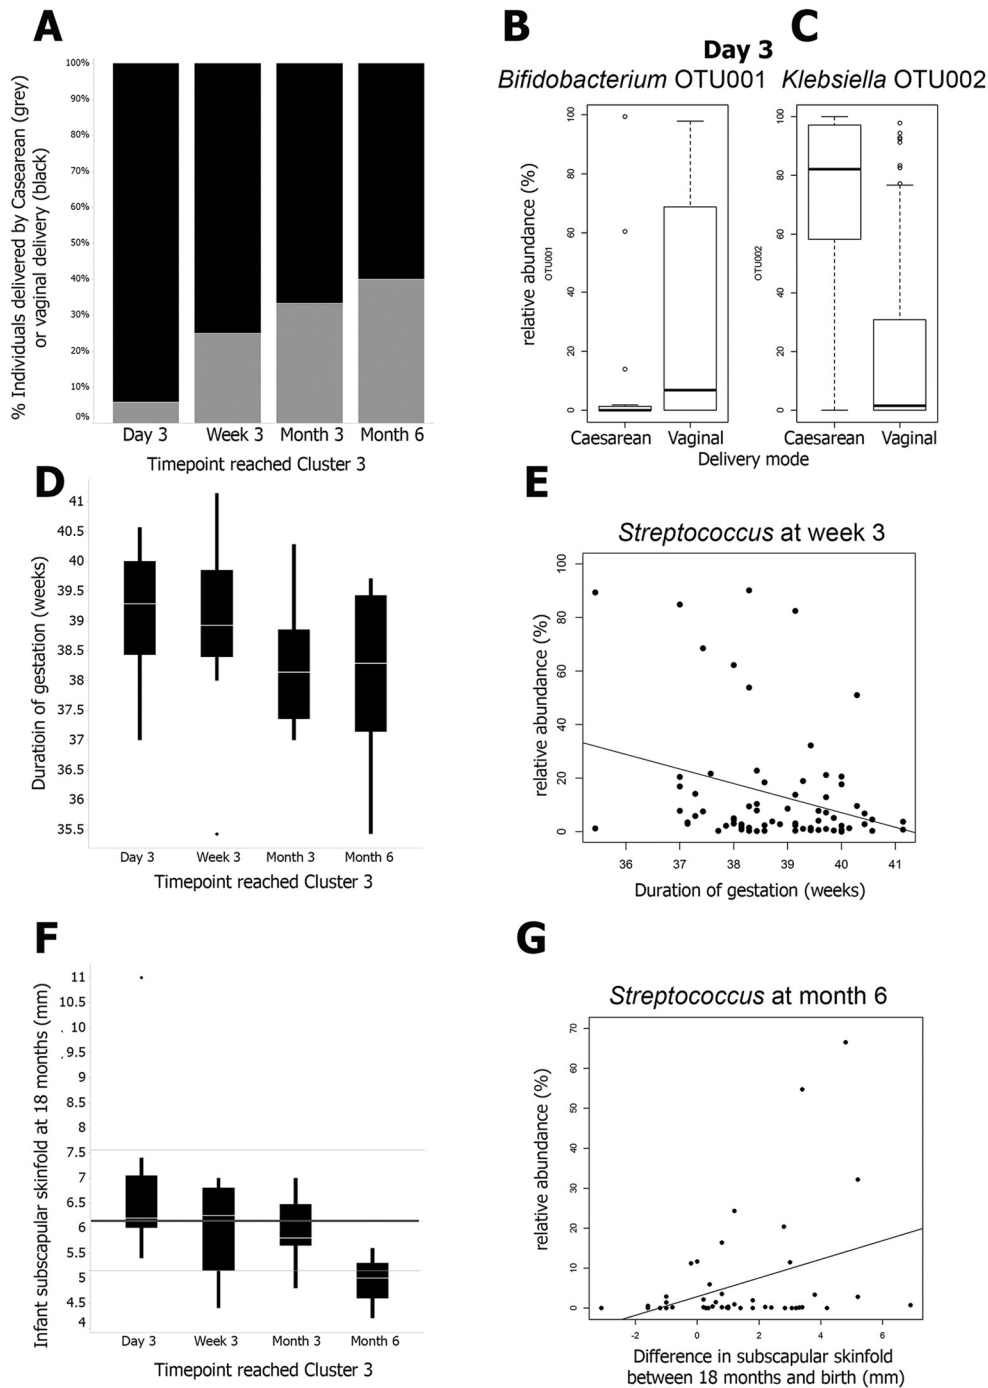 A
% Individuals delivered by Casearean (grey)
or vaginal delivery (black)
100%
90%
80%
70%
60%
50%
40%
30%
20%
10%
0%
Day 3 Week 3 Month 3 Month 6
Timepoint reached Cluster 3
B C
Day 3
Bifidobacterium OTU001 Klebsiella OTU002
relative abundance (%)
OTU001
100
80
60
40
20
0
Caesarean Vaginal
OTU002
100
80
60
40
20
0
Caesarean Vaginal
Delivery mode
D
Duratioin of gestation (weeks)
41
40.5
40
39.5
39
38.5
38
37.5
37
36.5
36
35.5
Day 3 Week 3 Month 3 Month 6
Timepoint reached Cluster 3
E
Streptococcus at week 3
relative abundance (%)
100
80
60
40
20
0
36 37 38 39 40 41
Duration of gestation (weeks)
F
Infant subscapular skinfold at 18 months (mm)
11
10.5
10
9.5
9
8.5
8
7.5
7
6.5
6
5.5
5
4.5
4
Day 3 Week 3 Month 3 Month 6
Timepoint reached Cluster 3
G
Streptococcus at month 6
relative abundance (%)
70
60
50
40
30
20
10
0
-2 0 2 4 6
Difference in subscapular skinfold
between 18 months and birth (mm)